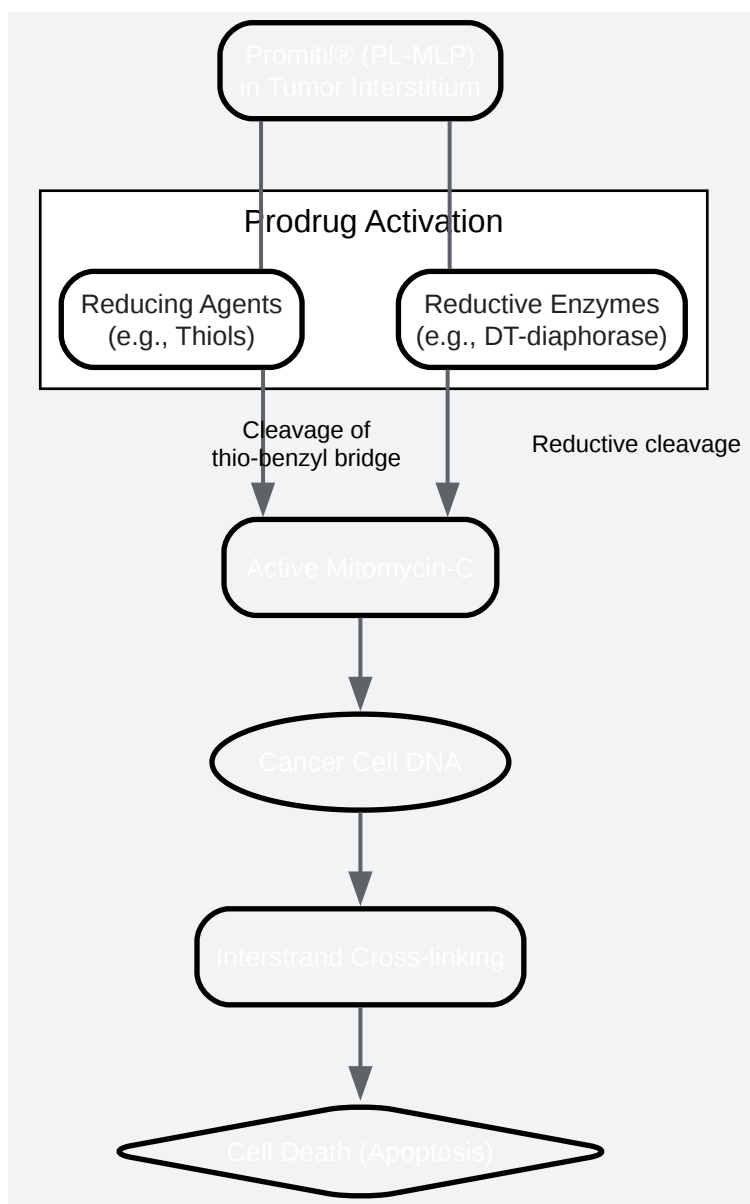 Promitil® (PL-MLP)
in Tumor Interstitium
Prodrug Activation
Reducing Agents
(e.g., Thiols)
Reductive Enzymes
(e.g., DT-diaphorase)
Cleavage of
thio-benzyl bridge
Reductive cleavage
Active Mitomycin-C
Cancer Cell DNA
Interstrand Cross-linking
Cell Death (Apoptosis)